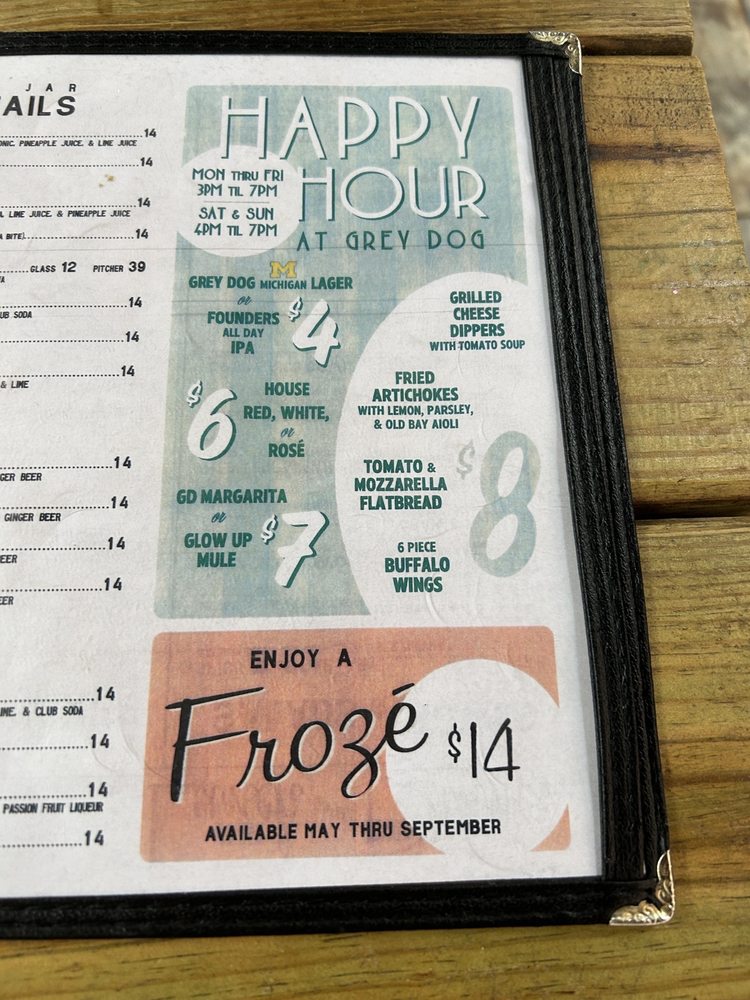 JAR
AILS
14
ONIC, PINEAPPLE JUICE, & LIME JUICE
14
14
, LIME JUICE, & PINEAPPLE JUICE
A BITE) 14
GLASS 12 PITCHER 39
14
UB SODA
14
14
& LIME
14
GER BEER
14
GINGER BEER
14
EER
14
EER
14
IME, & CLUB SODA
14
14
PASSION FRUIT LIQUEUR
14
HAPPY
HOUR
AT GREY DOG
MON THRU FRI
3PM TIL 7PM
SAT & SUN
4PM TIL 7PM
GREY DOG M MICHIGAN LAGER
or
FOUNDERS
ALL DAY
IPA
$4
$6
HOUSE
RED, WHITE,
or
ROSÉ
GD MARGARITA
or
GLOW UP
MULE
$7
GRILLED
CHEESE
DIPPERS
WITH TOMATO SOUP
FRIED
ARTICHOKES
WITH LEMON, PARSLEY,
& OLD BAY AIOLI
TOMATO &
MOZZARELLA
FLATBREAD
6 PIECE
BUFFALO
WINGS
$8
ENJOY A
Frozé
$14
AVAILABLE MAY THRU SEPTEMBER